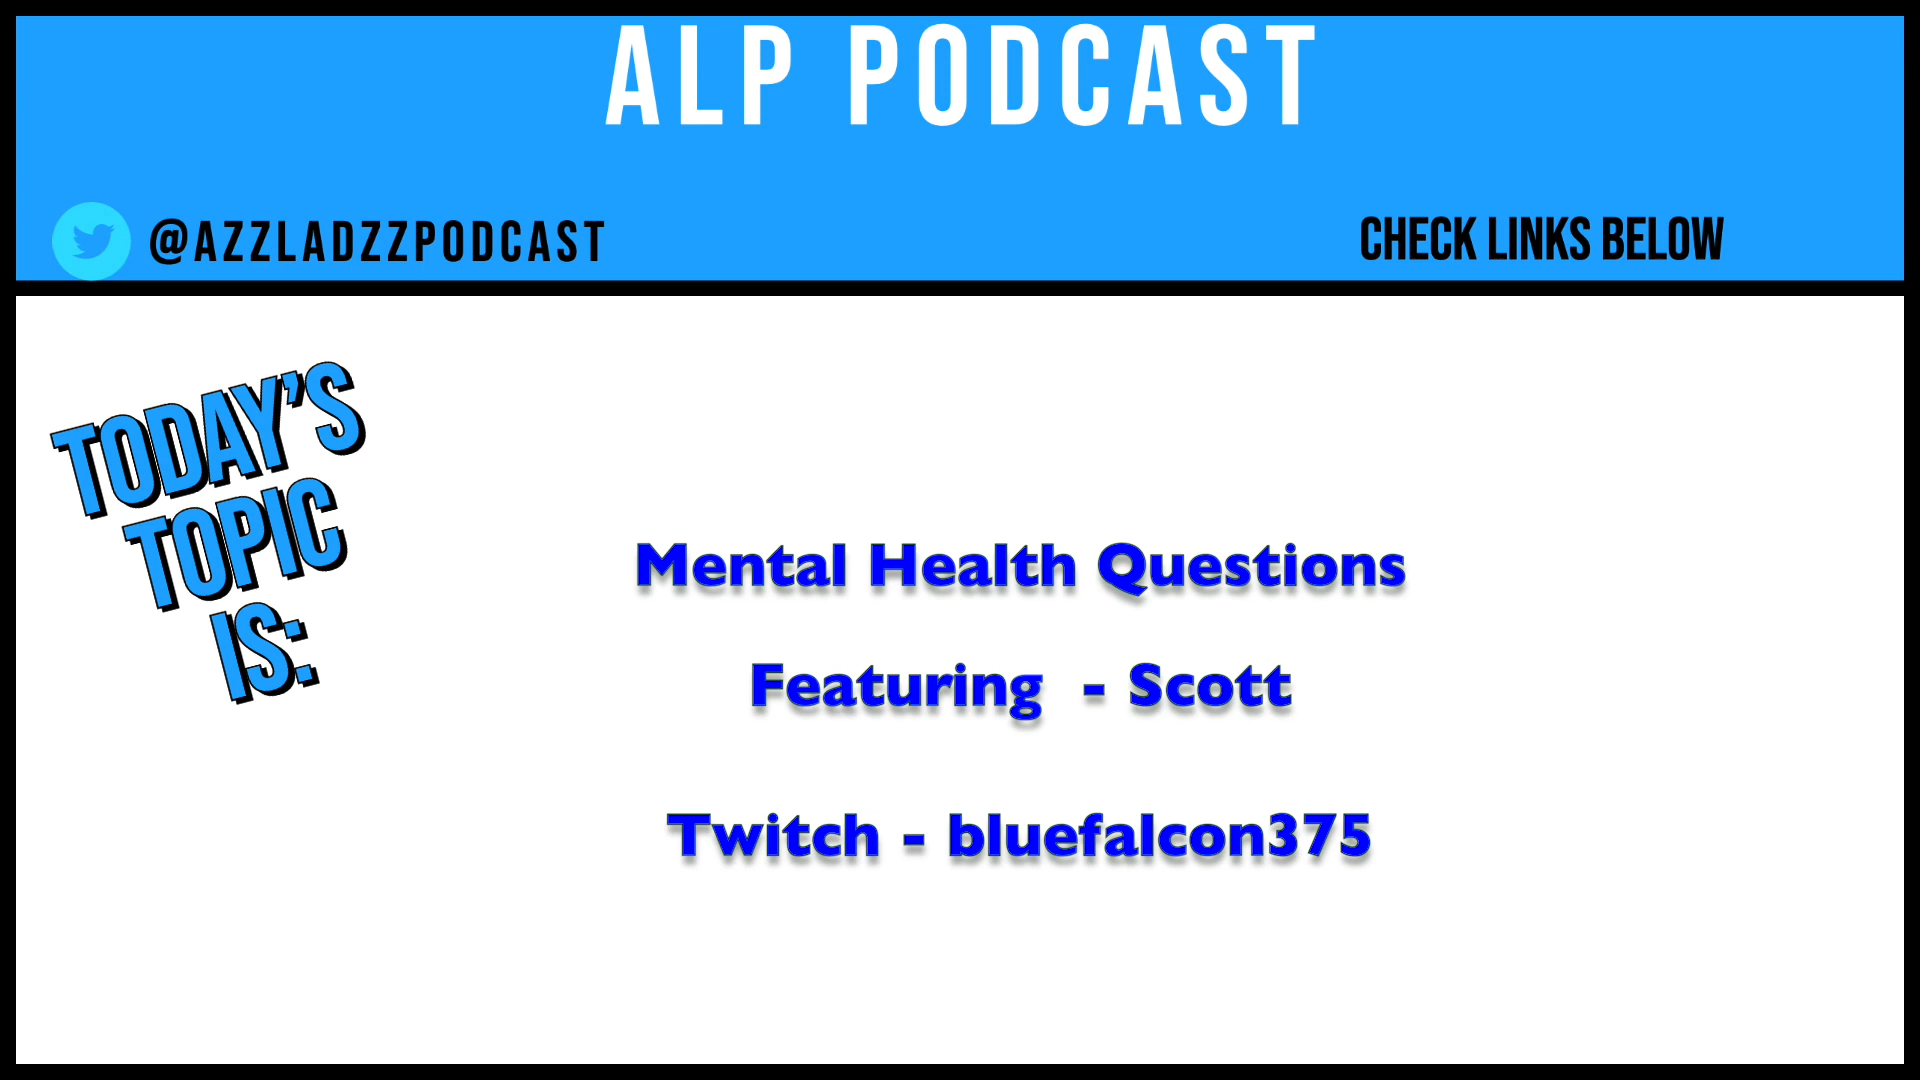 ALP PODCAST
@AZZLADZZPODCAST
CHECK LINKS BELOW
TODAY'S
TOPIC
IS:
Mental Health Questions
Featuring - Scott
Twitch - bluefalcon375